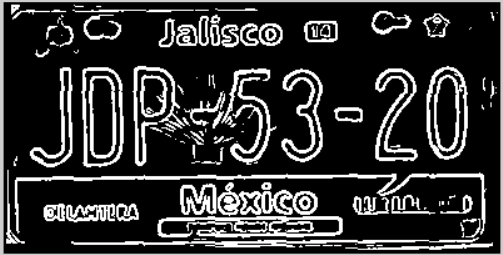 Jalisco 14
JDP-53-20
DELANTERA México